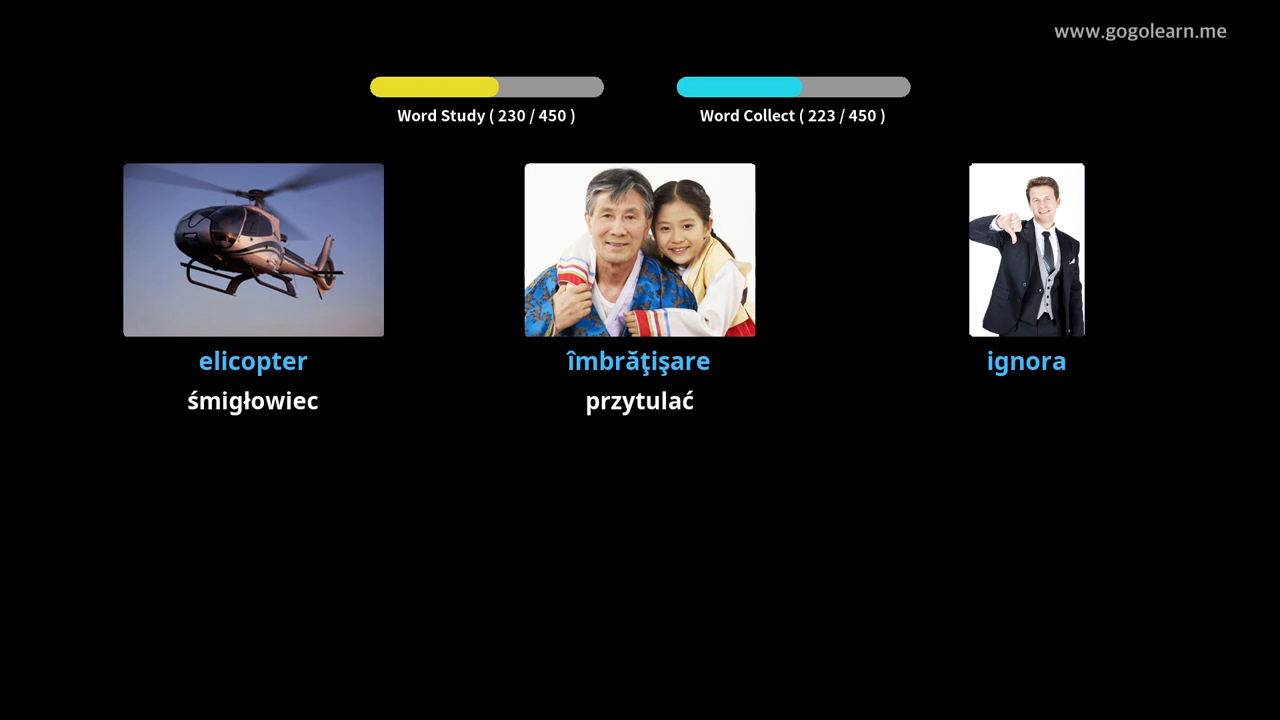 www.gogolearn.me
Word Study ( 230 / 450 )
Word Collect ( 223 / 450 )
elicopter
îmbrăţişare
ignora
śmigłowiec
przytulać